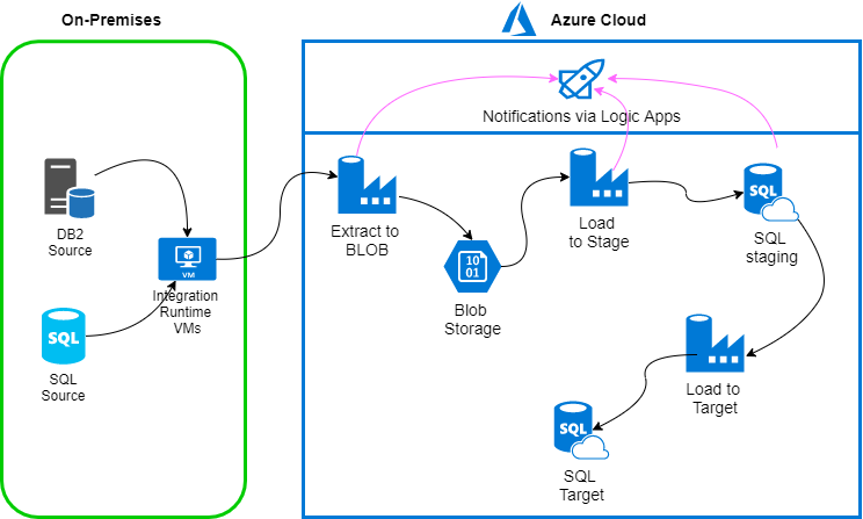 On-Premises
Azure Cloud
Notifications via Logic Apps
DB2
Source
VM
Integration
Runtime
VMs
SQL
SQL
Source
Extract to
BLOB
10
01
Blob
Storage
Load
to Stage
SQL
SQL
staging
Load to
Target
SQL
SQL
Target